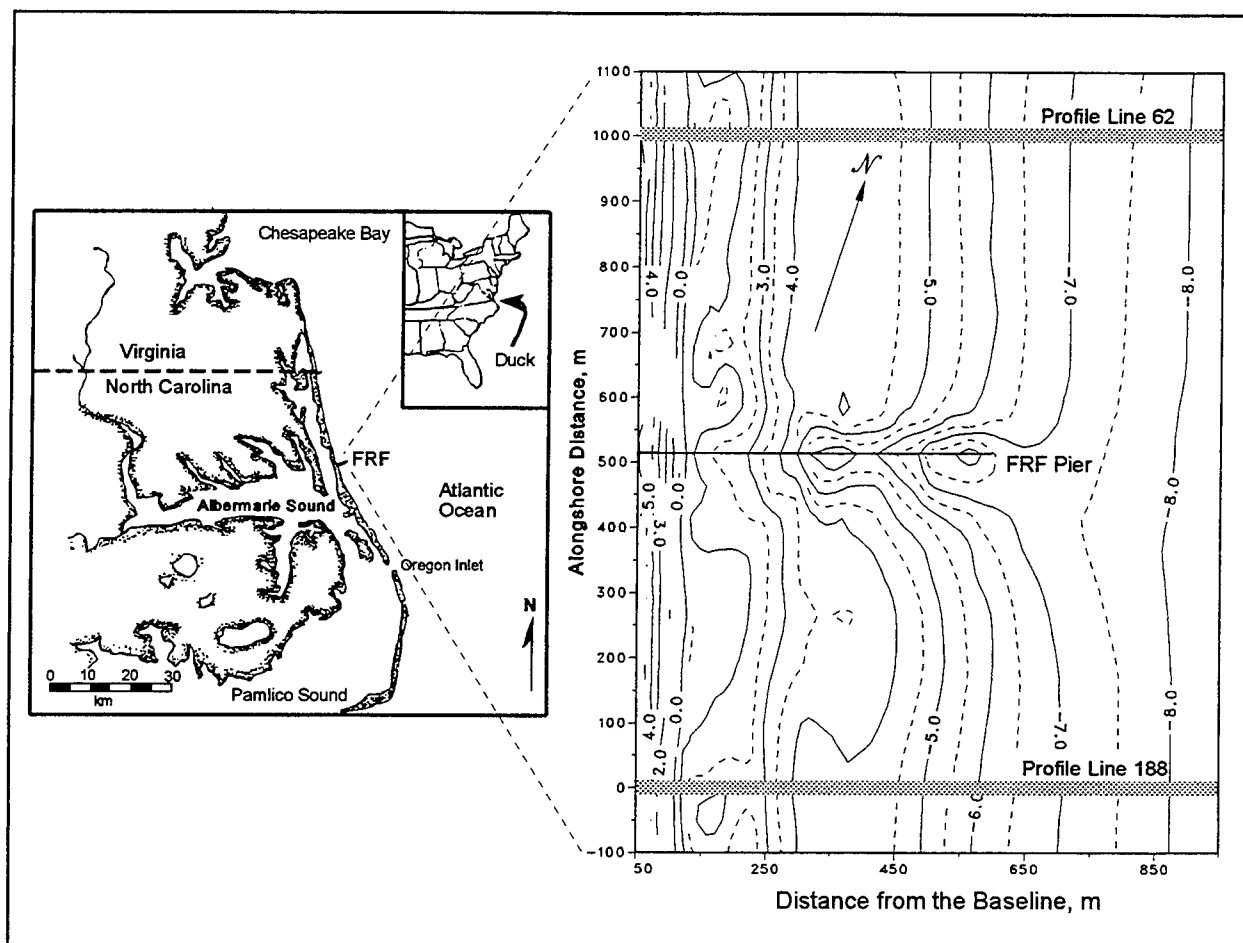 Chesapeake Bay
Virginia
North Carolina
Duck
FRF
Albermarle Sound
Atlantic
Ocean
Oregon Inlet
Pamlico Sound
N
0 10 20 30
km
Alongshore Distance, m
1100
1000
900
800
700
600
500
400
300
200
100
0
-100
Profile Line 62
N
4.0
0.0
3.0
-4.0
-5.0
-7.0
-8.0
FRF Pier
5.0
3.0
0.0
-8.0
4.0
2.0
0.0
-5.0
-7.0
-8.0
Profile Line 188
-6.0
50 250 450 650 850
Distance from the Baseline, m